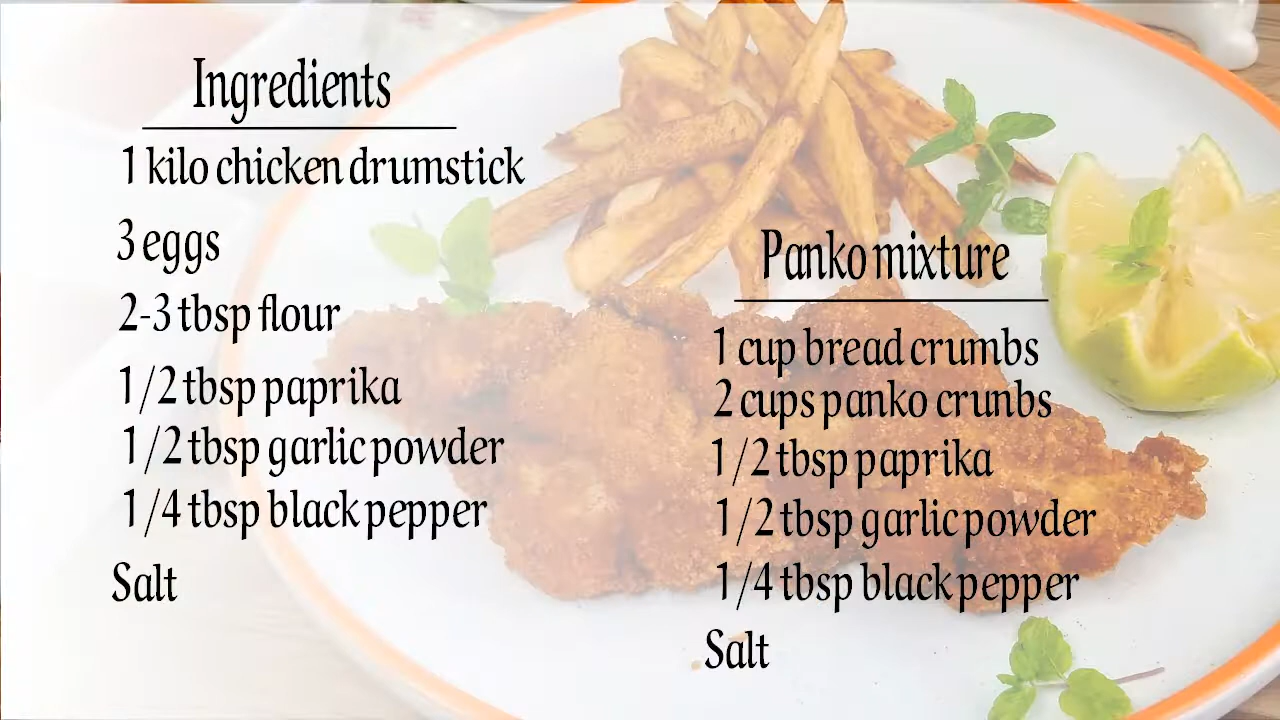 Ingredients
1 kilo chicken drumstick
3 eggs
2-3 tbsp flour
1/2 tbsp paprika
1/2 tbsp garlic powder
1/4 tbsp black pepper
Salt
Panko mixture
1 cup bread crumbs
2 cups panko crunbs
1/2 tbsp paprika
1/2 tbsp garlic powder
1/4 tbsp black pepper
Salt